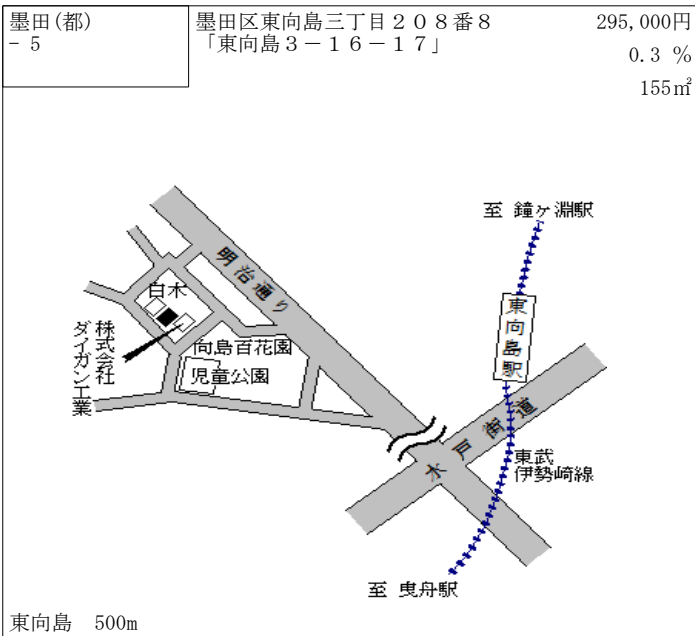 墨田(都)
- 5
墨田区東向島三丁目２０８番８
「東向島３－１６－１７」
295,000円
0.3 %
155㎡
至 鐘ヶ淵駅
明治通り
白木
東向島駅
株式会社
ダイガン工業
向島百花園
児童公園
水戸街道
東武
伊勢崎線
至 曳舟駅
東向島　500m